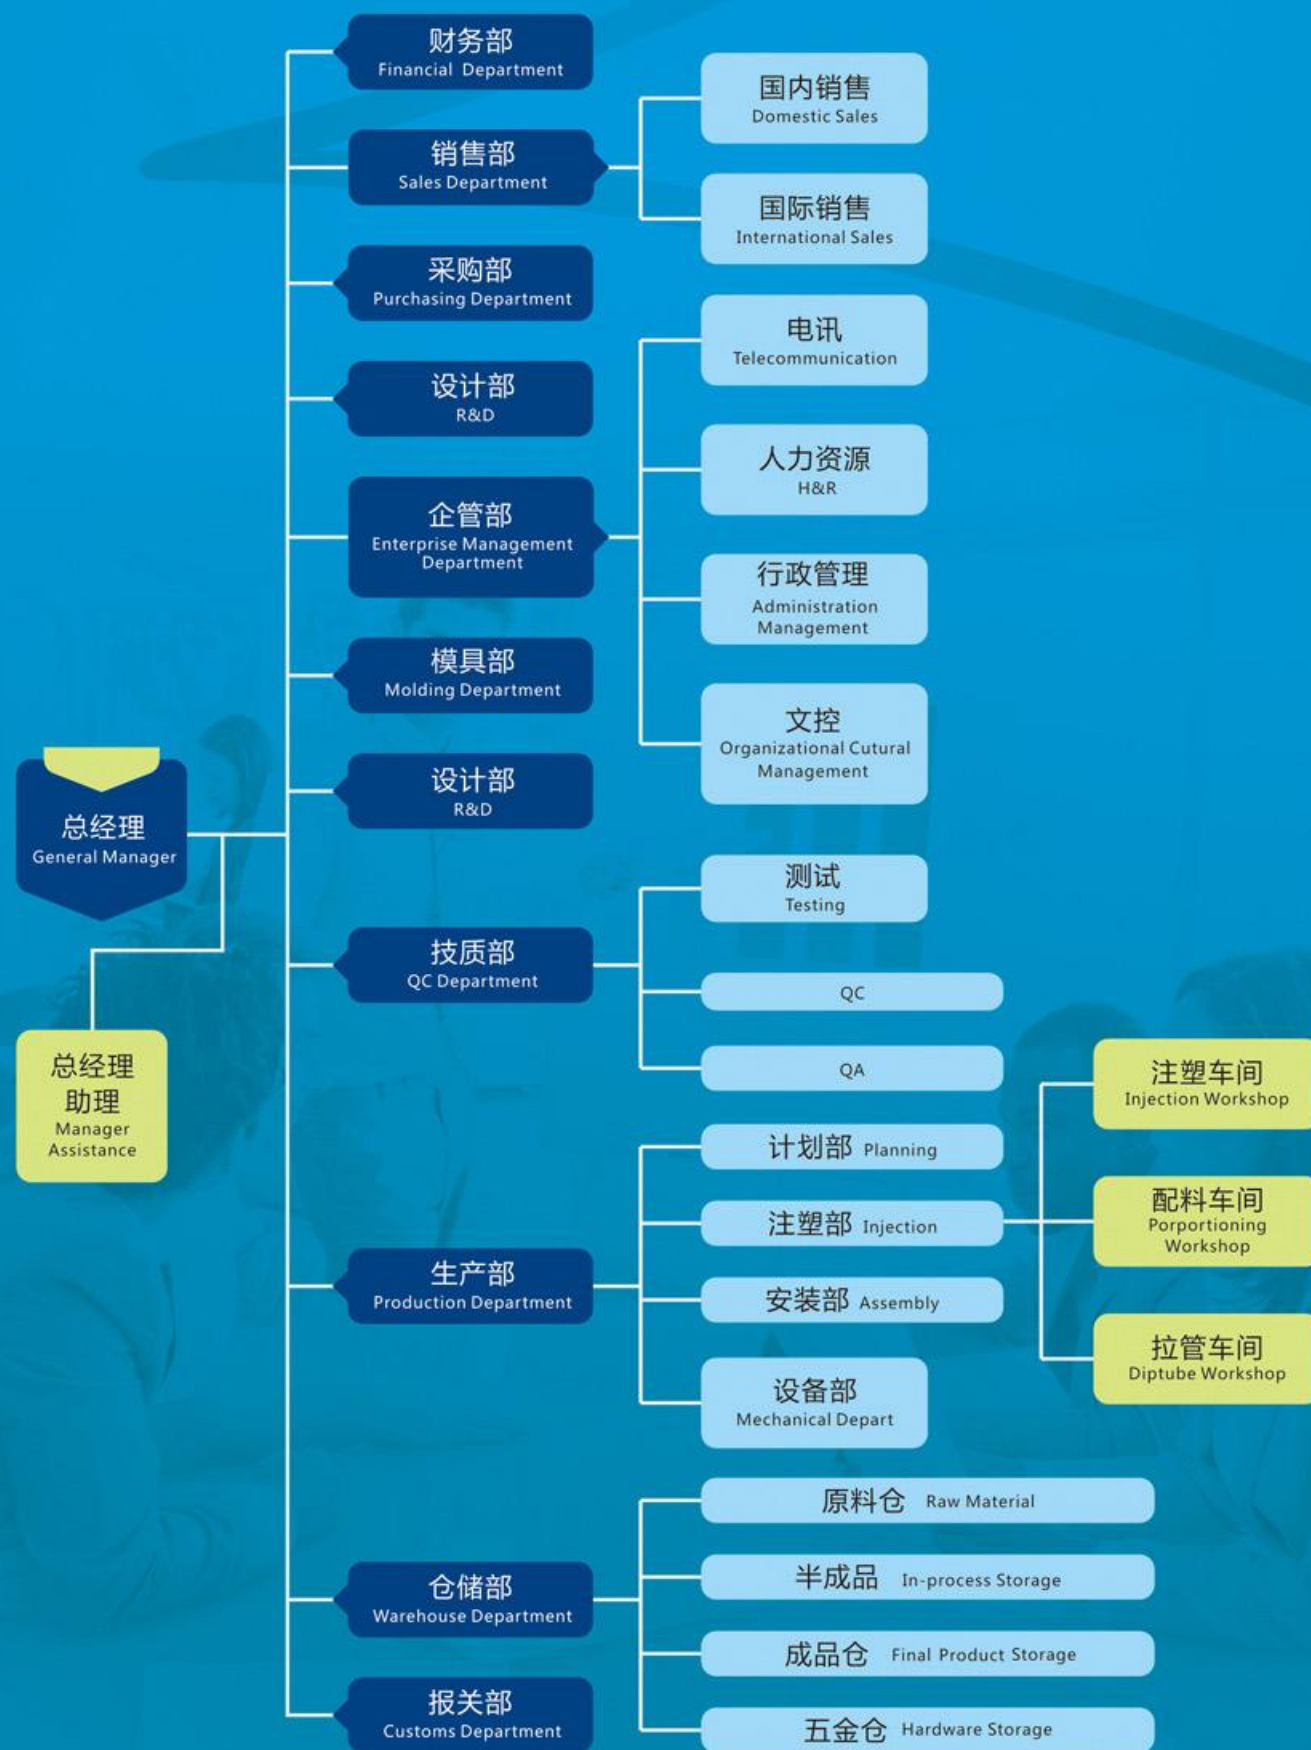 总经理
General Manager
总经理
助理
Manager
Assistance
财务部
Financial Department
销售部
Sales Department
国内销售
Domestic Sales
国际销售
International Sales
采购部
Purchasing Department
设计部
R&D
企管部
Enterprise Management
Department
电讯
Telecommunication
人力资源
H&R
行政管理
Administration
Management
文控
Organizational Cutural
Management
模具部
Molding Department
设计部
R&D
技质部
QC Department
测试
Testing
QC
QA
生产部
Production Department
计划部 Planning
注塑部 Injection
安装部 Assembly
设备部
Mechanical Depart
注塑车间
Injection Workshop
配料车间
Porportioning
Workshop
拉管车间
Diptube Workshop
仓储部
Warehouse Department
原料仓 Raw Material
半成品 In-process Storage
成品仓 Final Product Storage
五金仓 Hardware Storage
报关部
Customs Department